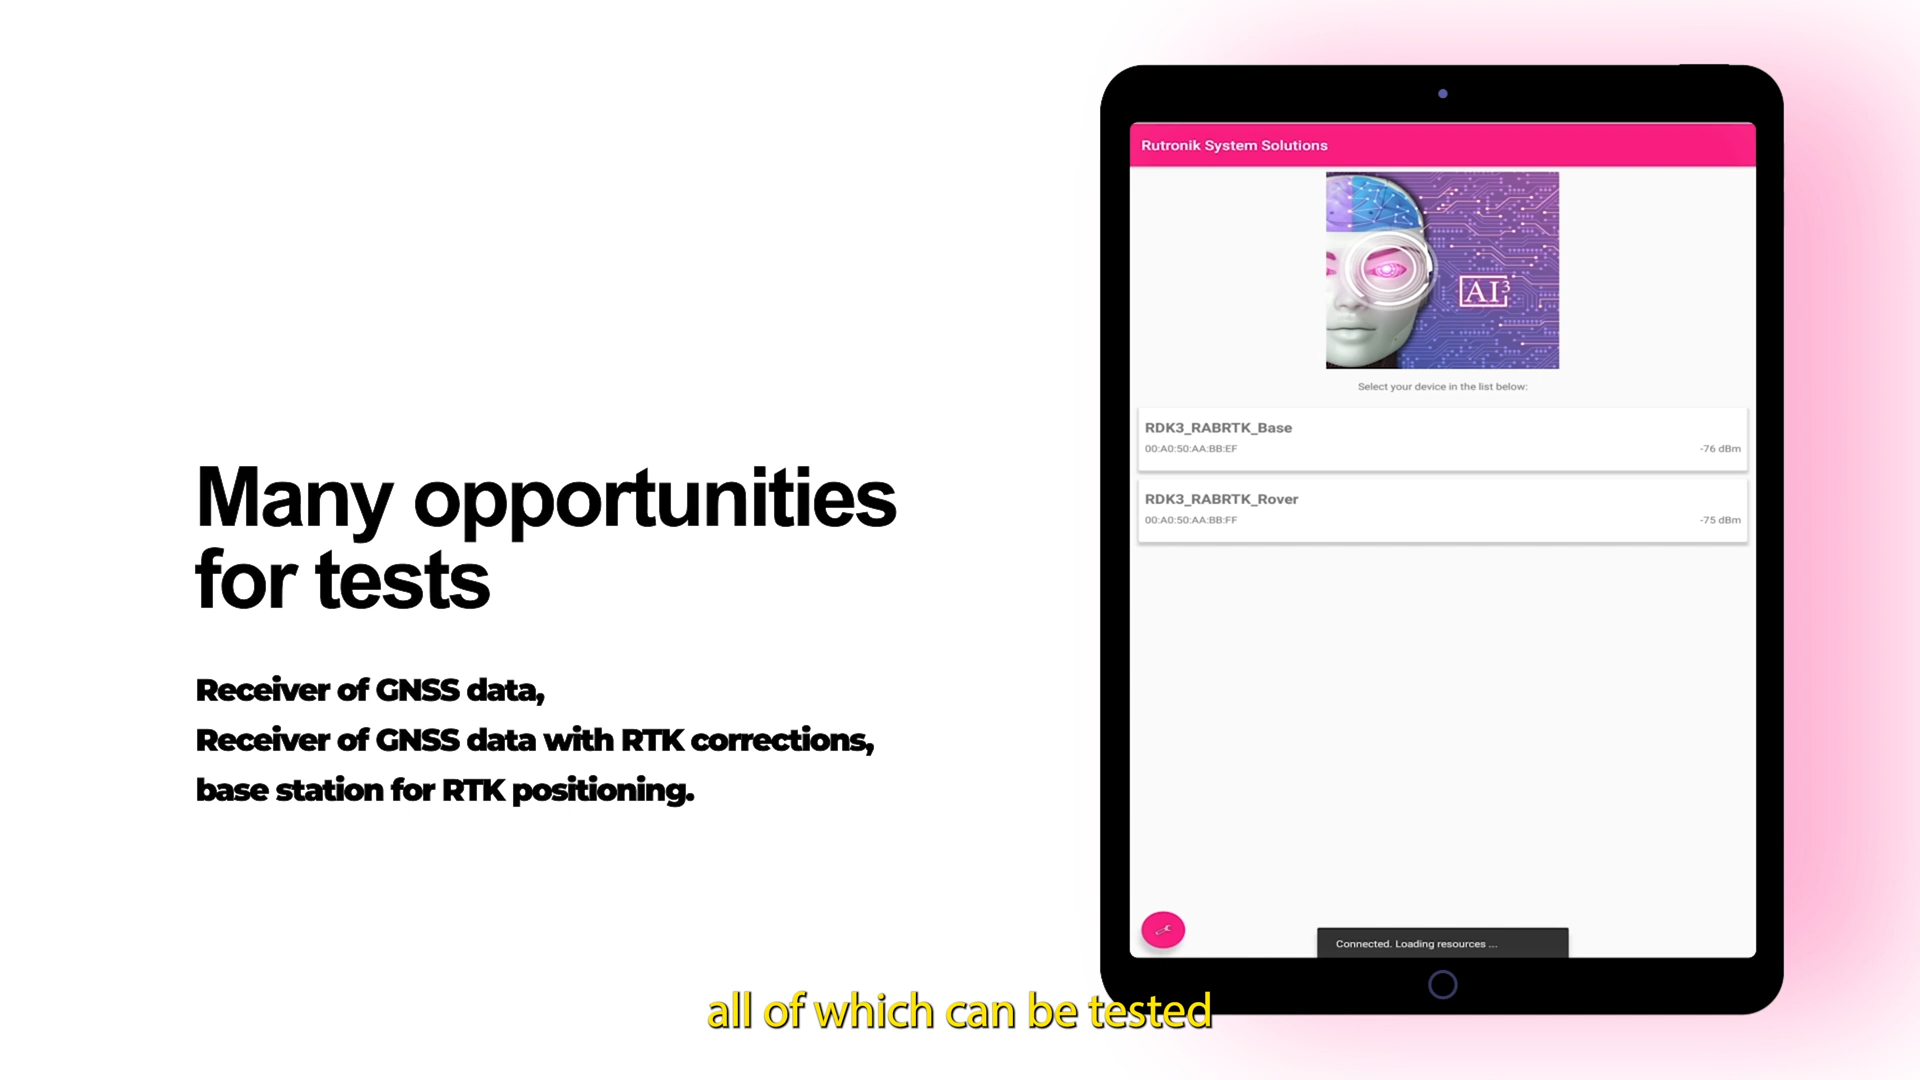 Many opportunities
for tests
Receiver of GNSS data,
Receiver of GNSS data with RTK corrections,
base station for RTK positioning.
Rutronik System Solutions
AI³
Select your device in the list below:
RDK3_RABRTK_Base
00:A0:50:AA:BB:EF -76 dBm
RDK3_RABRTK_Rover
00:A0:50:AA:BB:FF -75 dBm
Connected. Loading resources ...
all of which can be tested